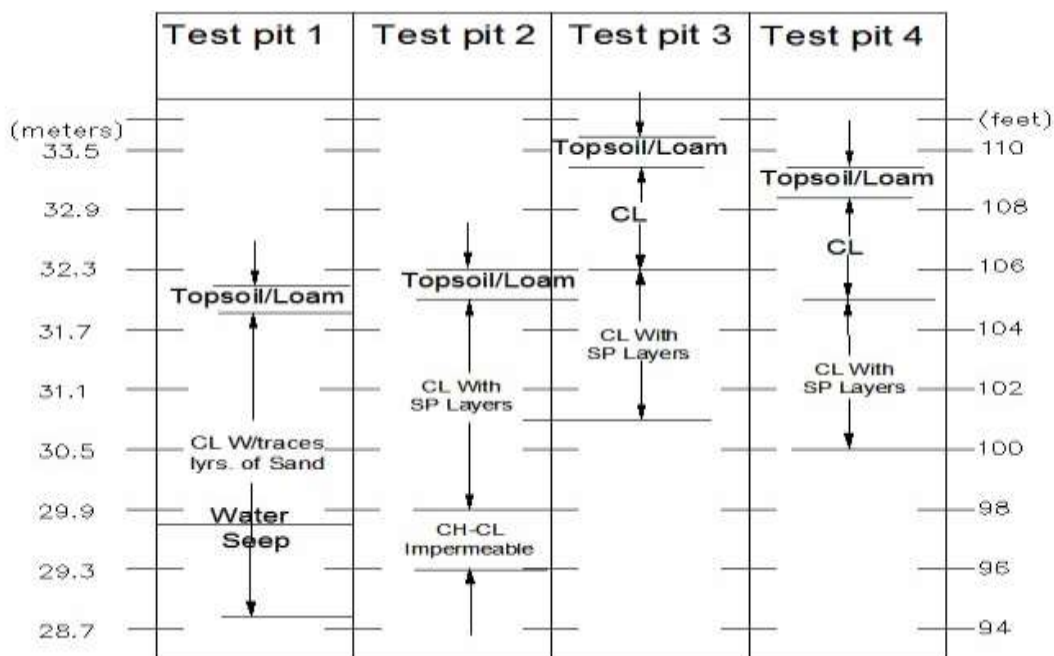 Test pit 1
Test pit 2
Test pit 3
Test pit 4
(meters)
33.5
32.9
32.3
31.7
31.1
30.5
29.9
29.3
28.7
Topsoil/Loam
CL W/traces
lyrs. of Sand
Water
Seep
Topsoil/Loam
CL With
SP Layers
CH-CL
Impermeable
Topsoil/Loam
CL
CL With
SP Layers
Topsoil/Loam
CL
CL With
SP Layers
(feet)
110
108
106
104
102
100
98
96
94